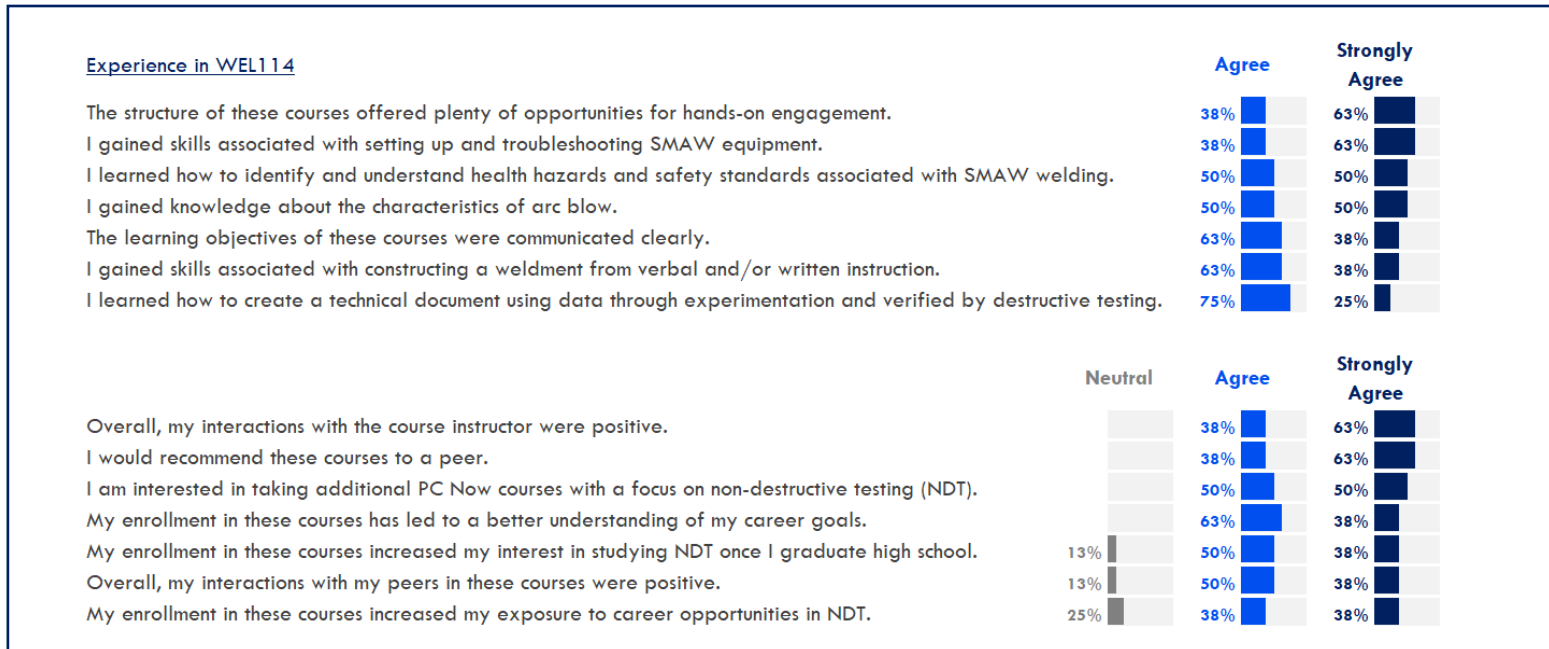 Experience in WEL114 Agree Strongly Agree
The structure of these courses offered plenty of opportunities for hands-on engagement. 38% 63%
I gained skills associated with setting up and troubleshooting SMAW equipment. 38% 63%
I learned how to identify and understand health hazards and safety standards associated with SMAW welding. 50% 50%
I gained knowledge about the characteristics of arc blow. 50% 50%
The learning objectives of these courses were communicated clearly. 63% 38%
I gained skills associated with constructing a weldment from verbal and/or written instruction. 63% 38%
I learned how to create a technical document using data through experimentation and verified by destructive testing. 75% 25%
Neutral Agree Strongly Agree
Overall, my interactions with the course instructor were positive. 38% 63%
I would recommend these courses to a peer. 38% 63%
I am interested in taking additional PC Now courses with a focus on non-destructive testing (NDT). 50% 50%
My enrollment in these courses has led to a better understanding of my career goals. 63% 38%
My enrollment in these courses increased my interest in studying NDT once I graduate high school. 13% 50% 38%
Overall, my interactions with my peers in these courses were positive. 13% 50% 38%
My enrollment in these courses increased my exposure to career opportunities in NDT. 25% 38% 38%